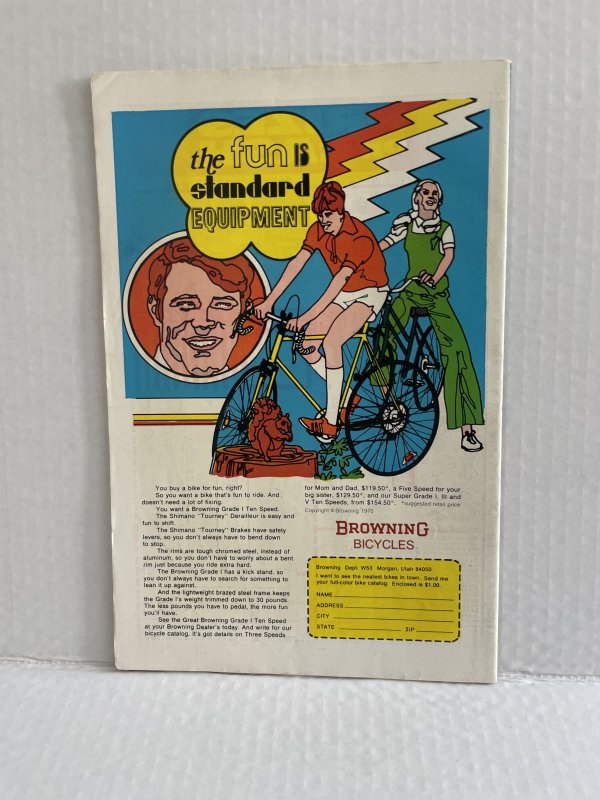 the fun IS
standard
EQUIPMENT
You buy a bike for fun, right?
So you want a bike that's fun to ride. And
doesn't need a lot of fixing.
You want a Browning Grade I Ten Speed.
The Shimano "Tourney" Derailleur is easy and
fun to shift.
The Shimano "Tourney" Brakes have safety
levers, so you don't always have to bend down
to stop.
The rims are tough chromed steel, instead of
aluminum, so you don't have to worry about a bent
rim just because you ride extra hard.
The Browning Grade I has a kick stand, so
you don't always have to search for something to
lean it up against.
And the lightweight brazed steel frame keeps
the Grade I's weight trimmed down to 30 pounds.
The less pounds you have to pedal, the more fun
you'll have.
See the Great Browning Grade I Ten Speed
at your Browning Dealer's today. And write for our
bicycle catalog. It's got details on Three Speeds
for Mom and Dad, $119.50*, a Five Speed for your
big sister, $129.50*, and our Super Grade I, III and
V Ten Speeds, from $154.50*. *suggested retail price
Copyright © Browning 1975
BROWNING
BICYCLES
Browning Dept. W53 Morgan, Utah 84050
I want to see the neatest bikes in town. Send me
your full-color bike catalog. Enclosed is $1.00.
NAME
ADDRESS
CITY
STATE ZIP